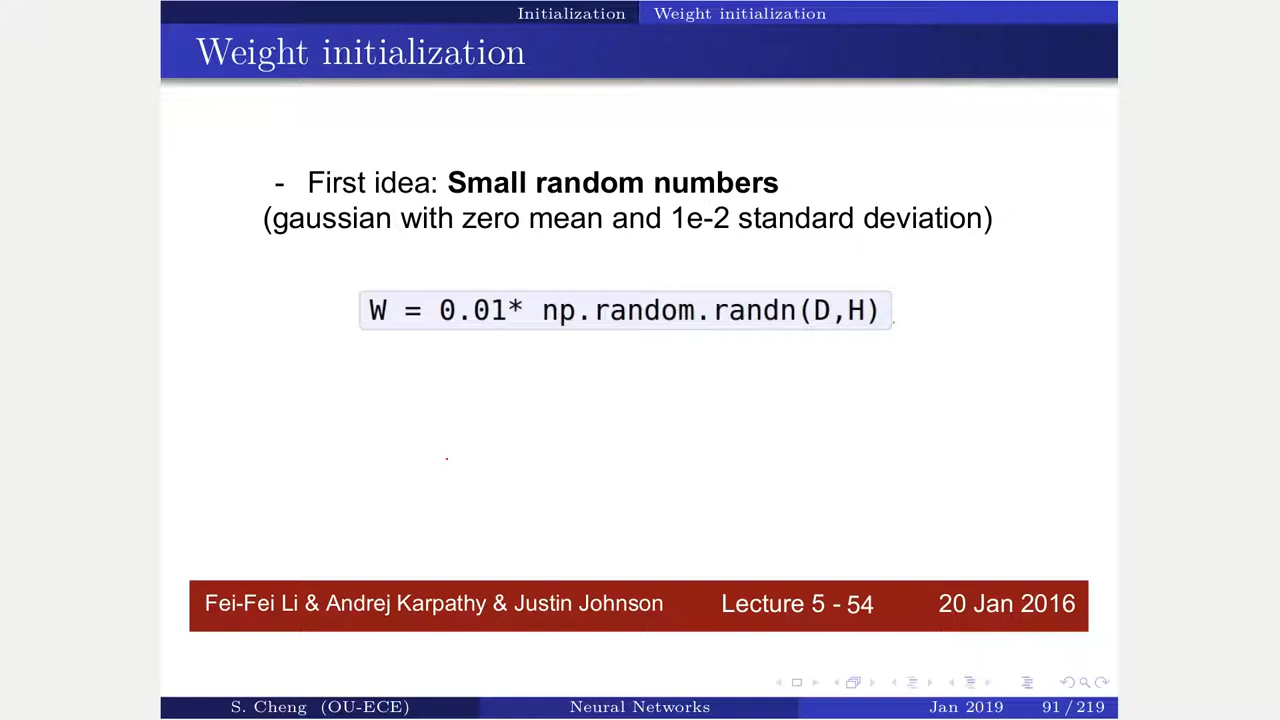 Initialization Weight initialization
Weight initialization
- First idea: Small random numbers
(gaussian with zero mean and 1e-2 standard deviation)
W = 0.01* np.random.randn(D,H)
Fei-Fei Li & Andrej Karpathy & Justin Johnson Lecture 5 - 54 20 Jan 2016
S. Cheng (OU-ECE) Neural Networks Jan 2019 91 / 219